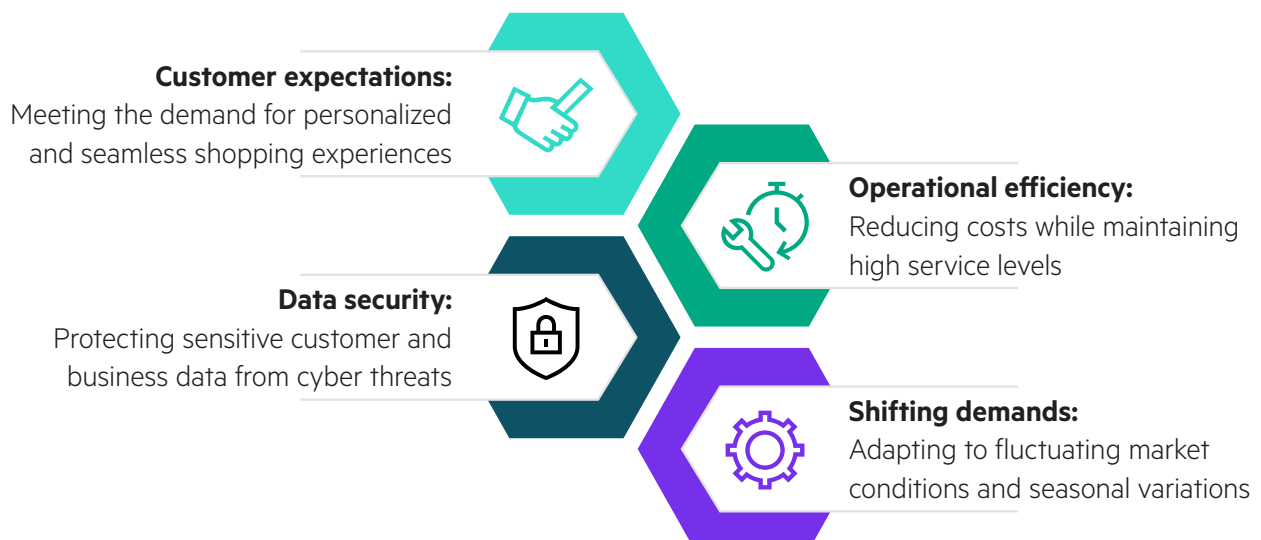 Customer expectations:
Meeting the demand for personalized
and seamless shopping experiences
Operational efficiency:
Reducing costs while maintaining
high service levels
Data security:
Protecting sensitive customer and
business data from cyber threats
Shifting demands:
Adapting to fluctuating market
conditions and seasonal variations